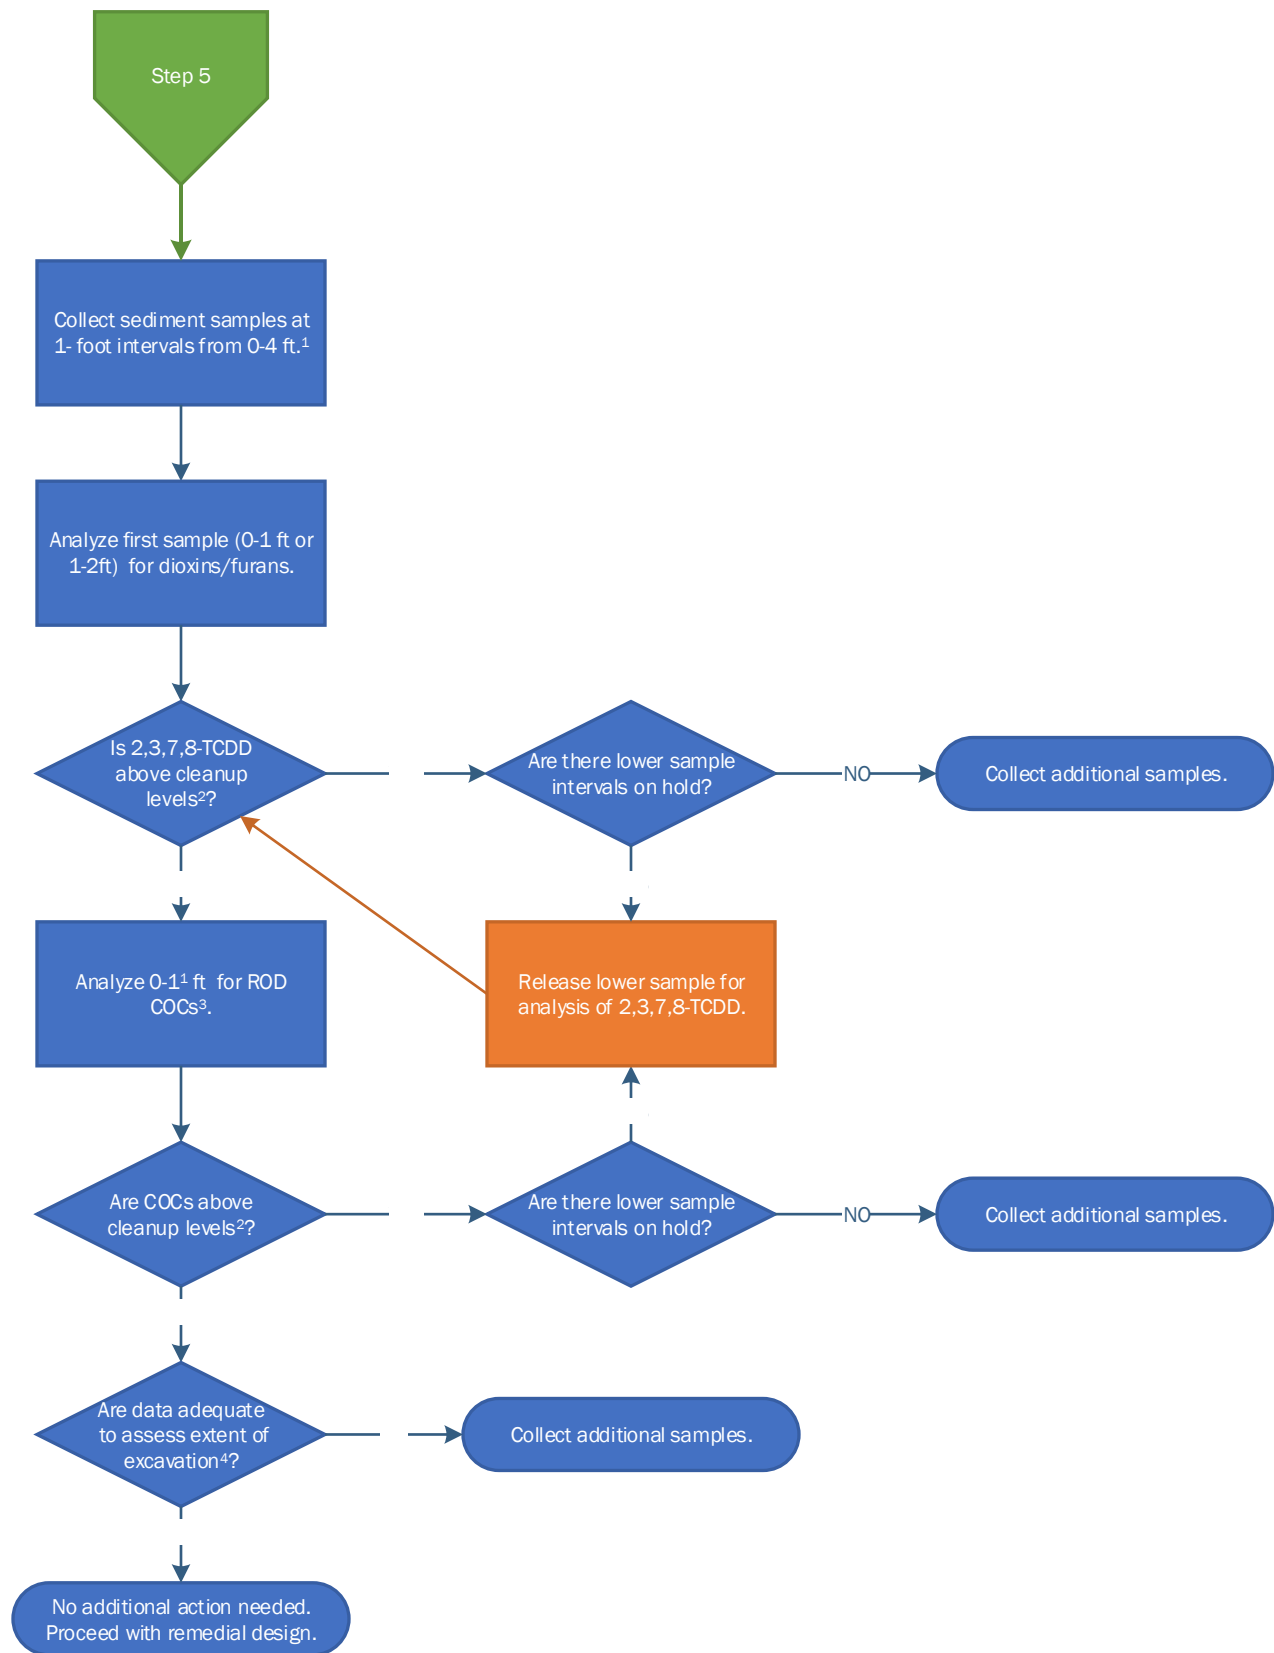 Step 5
Collect sediment samples at
1- foot intervals from 0-4 ft.¹
Analyze first sample (0-1 ft or
1-2ft) for dioxins/furans.
Is 2,3,7,8-TCDD
above cleanup
levels²?
Are there lower sample
intervals on hold?
NO
Collect additional samples.
Analyze 0-1¹ ft for ROD
COCs³.
Release lower sample for
analysis of 2,3,7,8-TCDD.
Are COCs above
cleanup levels²?
Are there lower sample
intervals on hold?
NO
Collect additional samples.
Are data adequate
to assess extent of
excavation⁴?
Collect additional samples.
No additional action needed.
Proceed with remedial design.